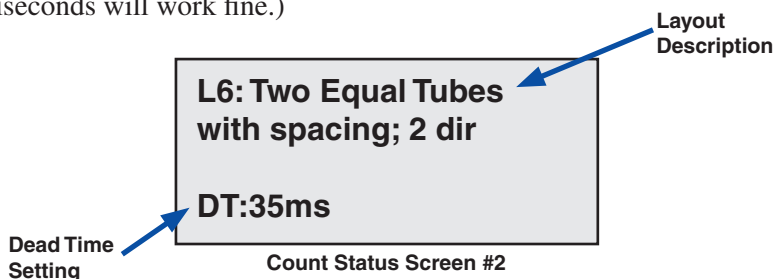 iseconds will work fine.)
Layout
Description
L6: Two Equal Tubes
with spacing; 2 dir
DT:35ms
Dead Time
Setting
Count Status Screen #2